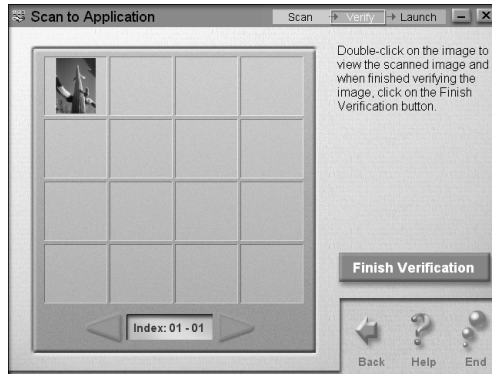 Scan to Application
Scan → Verify → Launch
Double-click on the image to
view the scanned image and
when finished verifying the
image, click on the Finish
Verification button.
Finish Verification
Index: 01 - 01
Back Help End